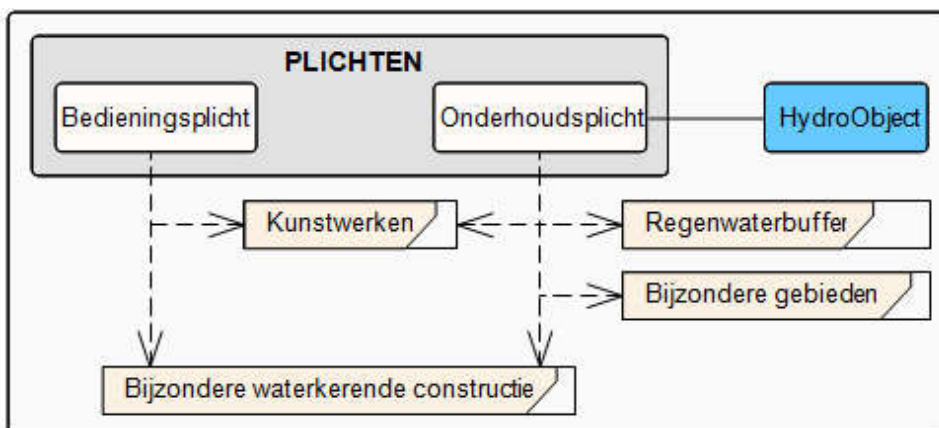 PLICHTEN
Bedieningsplicht
Onderhoudsplicht
HydroObject
Kunstwerken
Regenwaterbuffer
Bijzondere gebieden
Bijzondere waterkerende constructie